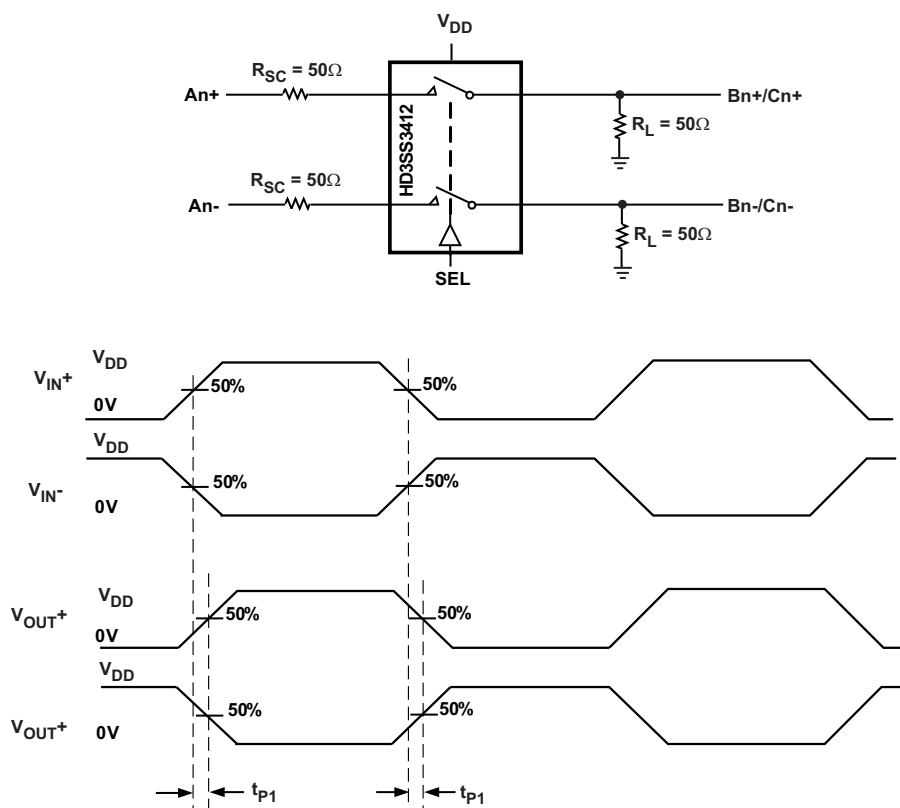 VDD
RSC = 50Ω
An+
Bn+/Cn+
RL = 50Ω
HD3SS3412
RSC = 50Ω
An-
Bn-/Cn-
RL = 50Ω
SEL
VIN+
VDD
50%
50%
0V
VDD
VIN-
50%
50%
0V
VOUT+
VDD
50%
50%
0V
VDD
VOUT+
50%
50%
0V
tP1
tP1